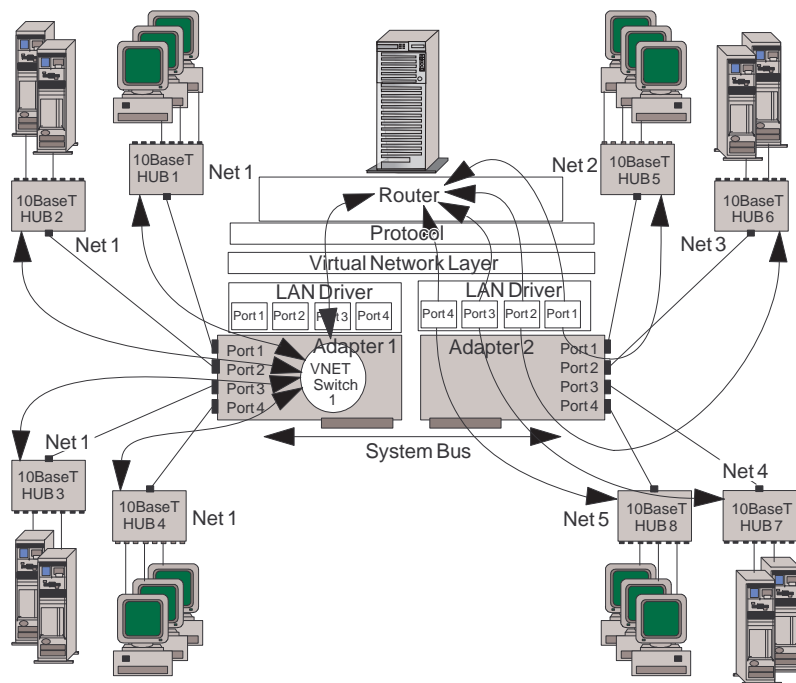 10BaseT
HUB 1
Net 1
10BaseT
HUB 2
Net 1
Net 2
10BaseT
HUB 5
10BaseT
HUB 6
Net 3
Router
Protocol
Virtual Network Layer
LAN Driver
Port 1 Port 2 Port 3 Port 4
LAN Driver
Port 4 Port 3 Port 2 Port 1
Adapter 1
Port 1
Port 2
Port 3
Port 4
VNET
Switch
1
Adapter 2
Port 1
Port 2
Port 3
Port 4
System Bus
Net 1
10BaseT
HUB 3
10BaseT
HUB 4
Net 1
Net 4
Net 5
10BaseT
HUB 8
10BaseT
HUB 7